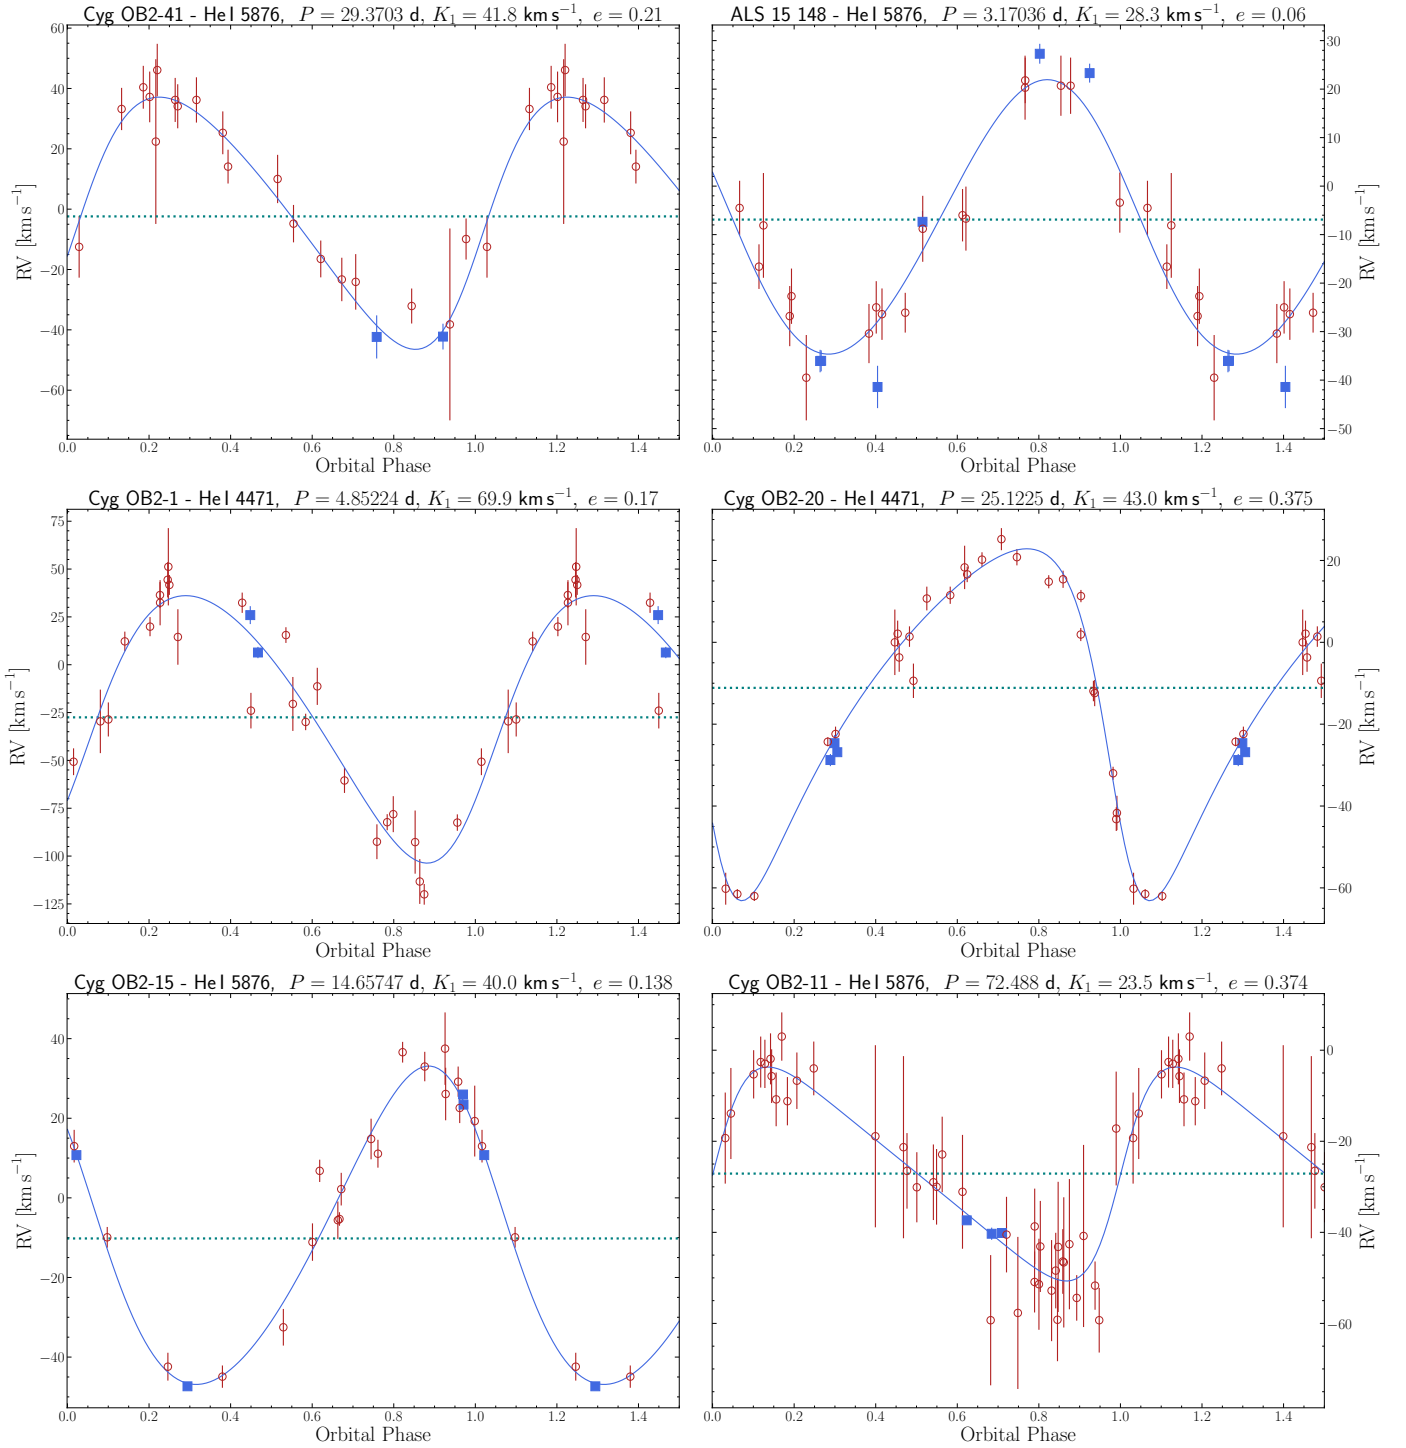 Cyg OB2-41 - He I 5876, P = 29.3703 d, K₁ = 41.8 km s⁻¹, e = 0.21
60
40
20
0
−20
−40
−60
RV [km s⁻¹]
0.0 0.2 0.4 0.6 0.8 1.0 1.2 1.4
Orbital Phase
ALS 15 148 - He I 5876, P = 3.17036 d, K₁ = 28.3 km s⁻¹, e = 0.06
30
20
10
0
−10
−20
−30
−40
−50
RV [km s⁻¹]
0.0 0.2 0.4 0.6 0.8 1.0 1.2 1.4
Orbital Phase
Cyg OB2-1 - He I 4471, P = 4.85224 d, K₁ = 69.9 km s⁻¹, e = 0.17
75
50
25
0
−25
−50
−75
−100
−125
RV [km s⁻¹]
0.0 0.2 0.4 0.6 0.8 1.0 1.2 1.4
Orbital Phase
Cyg OB2-20 - He I 4471, P = 25.1225 d, K₁ = 43.0 km s⁻¹, e = 0.375
20
0
−20
−40
−60
RV [km s⁻¹]
0.0 0.2 0.4 0.6 0.8 1.0 1.2 1.4
Orbital Phase
Cyg OB2-15 - He I 5876, P = 14.65747 d, K₁ = 40.0 km s⁻¹, e = 0.138
40
20
0
−20
−40
RV [km s⁻¹]
0.0 0.2 0.4 0.6 0.8 1.0 1.2 1.4
Orbital Phase
Cyg OB2-11 - He I 5876, P = 72.488 d, K₁ = 23.5 km s⁻¹, e = 0.374
0
−20
−40
−60
RV [km s⁻¹]
0.0 0.2 0.4 0.6 0.8 1.0 1.2 1.4
Orbital Phase